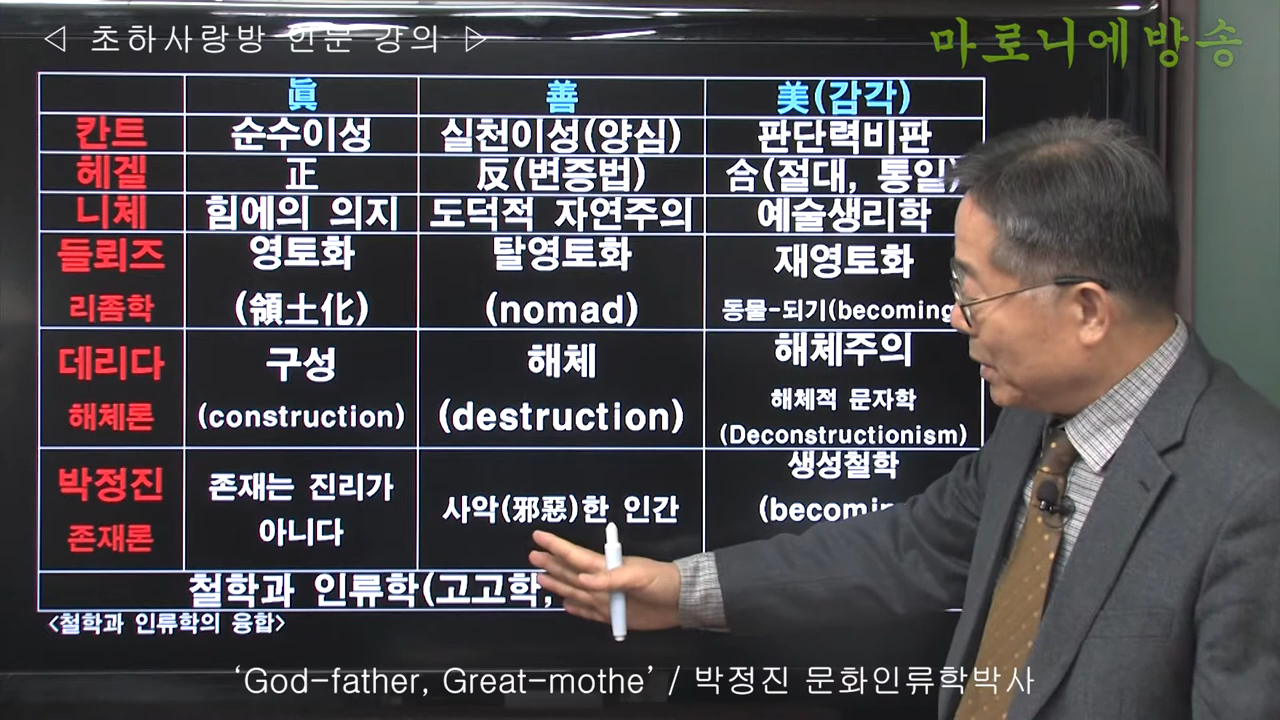 ◁ 초하사랑방 인문 강의 ▷
마로니에방송
眞 善 美(감각)
칸트 순수이성 실천이성(양심) 판단력비판
헤겔 正 反(변증법) 合(절대, 통일)
니체 힘에의 의지 도덕적 자연주의 예술생리학
들뢰즈 영토화 탈영토화 재영토화
리좀학 (領土化) (nomad) 동물-되기(becoming
데리다 구성 해체 해체주의
해체론 (construction) (destruction) 해체적 문자학
(Deconstructionism)
박정진 존재는 진리가 사악(邪惡)한 인간 생성철학
존재론 아니다 (becomin
철학과 인류학(고고학,
<철학과 인류학의 융합>
‘God-father, Great-mothe’ / 박정진 문화인류학박사